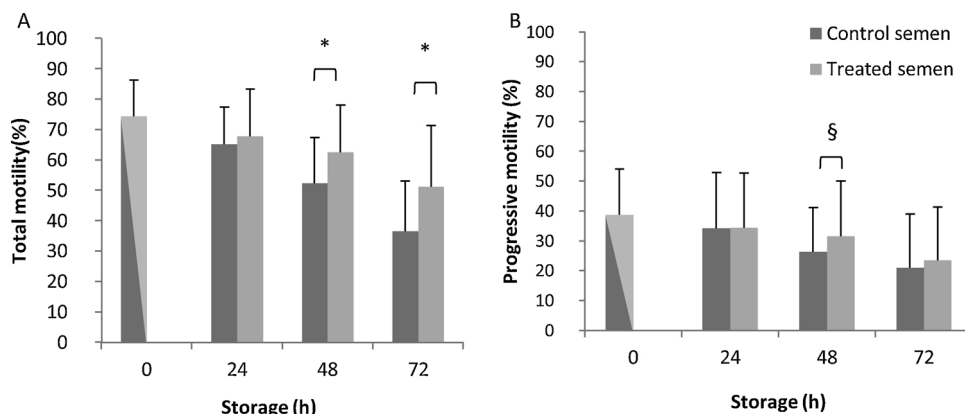 A
Total motility(%)
100
90
80
70
60
50
40
30
20
10
0
*
*
0 24 48 72
Storage (h)
B
Progressive motility (%)
100
90
80
70
60
50
40
30
20
10
0
Control semen
Treated semen
§
0 24 48 72
Storage (h)